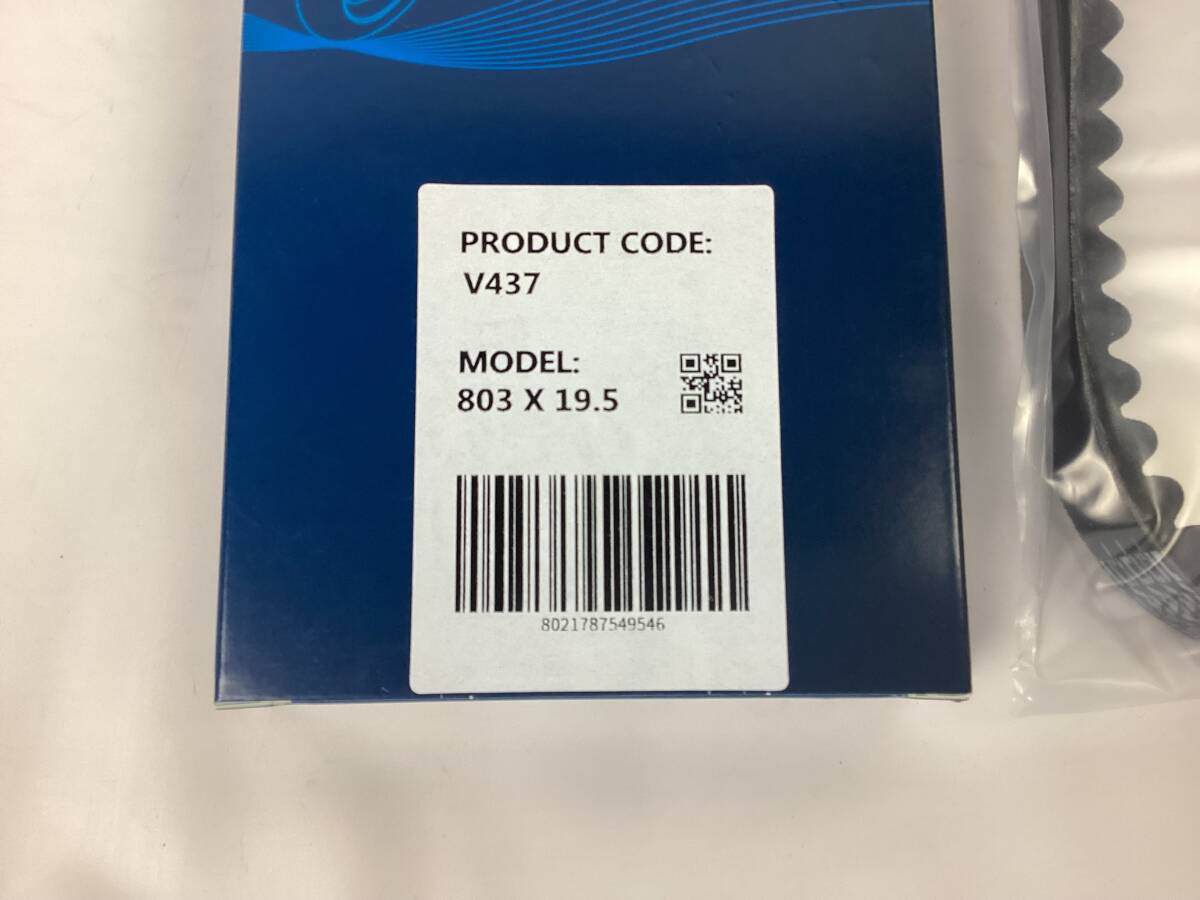 PRODUCT CODE:
V437
MODEL:
803 X 19.5
8021787549546